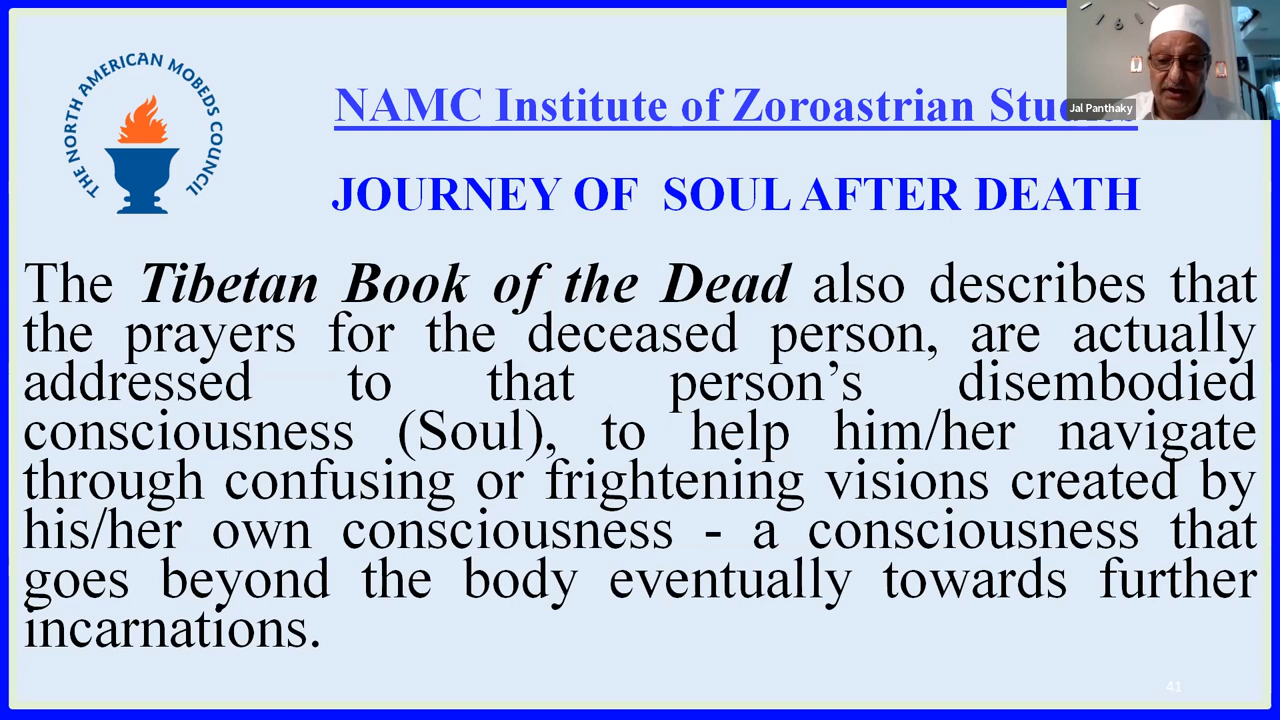 THE NORTH AMERICAN MOBEDS COUNCIL
NAMC Institute of Zoroastrian Studies
Jal Panthaky
JOURNEY OF SOUL AFTER DEATH
The Tibetan Book of the Dead also describes that
the prayers for the deceased person, are actually
addressed to that person’s disembodied
consciousness (Soul), to help him/her navigate
through confusing or frightening visions created by
his/her own consciousness - a consciousness that
goes beyond the body eventually towards further
incarnations.
41